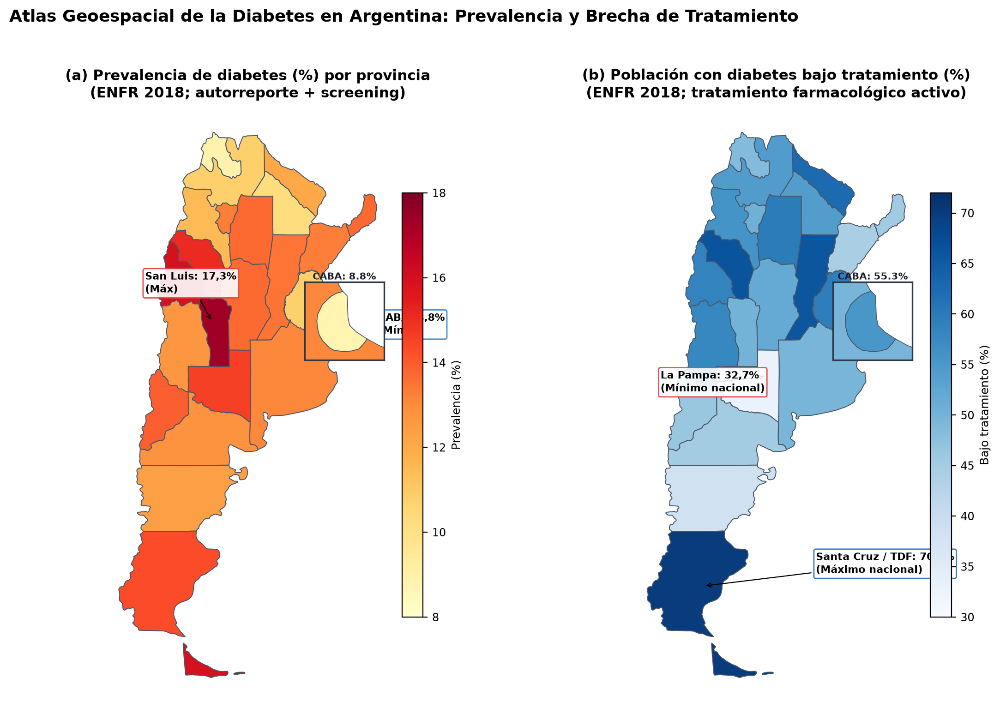 Atlas Geoespacial de la Diabetes en Argentina: Prevalencia y Brecha de Tratamiento
(a) Prevalencia de diabetes (%) por provincia
(ENFR 2018; autorreporte + screening)
San Luis: 17,3%
(Máx)
CABA: 8.8%
18
16
14
12
10
8
Prevalencia (%)
(b) Población con diabetes bajo tratamiento (%)
(ENFR 2018; tratamiento farmacológico activo)
CABA: 55.3%
La Pampa: 32,7%
(Mínimo nacional)
Santa Cruz / TDF:
(Máximo nacional)
70
65
60
55
50
45
40
35
30
Bajo tratamiento (%)